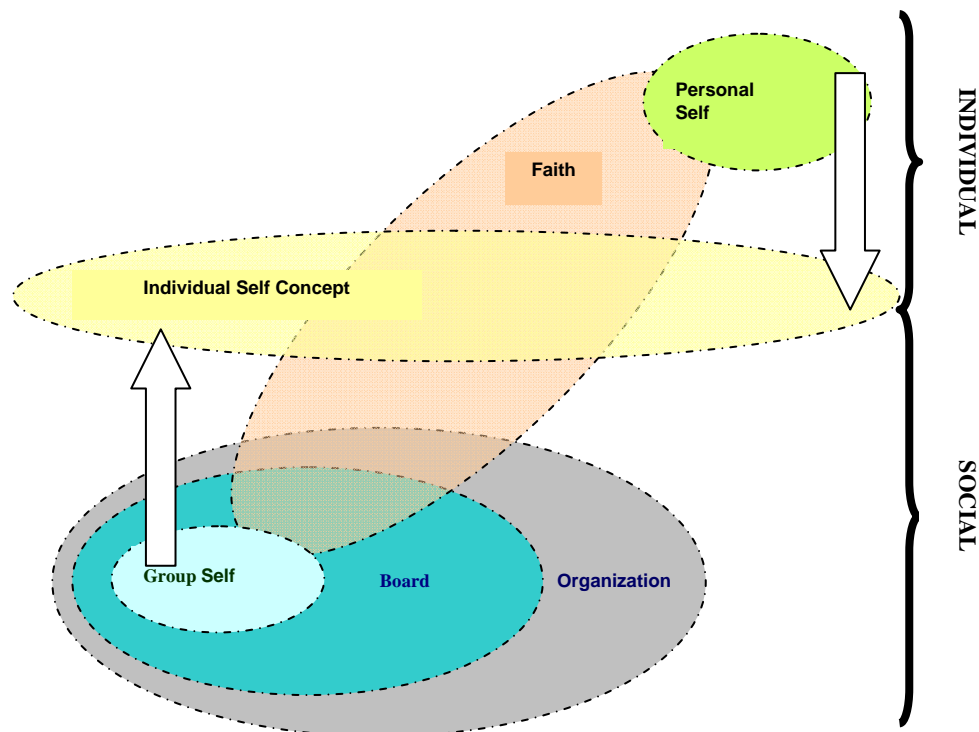 Personal
Self
INDIVIDUAL
Faith
Individual Self Concept
SOCIAL
Group Self
Board
Organization